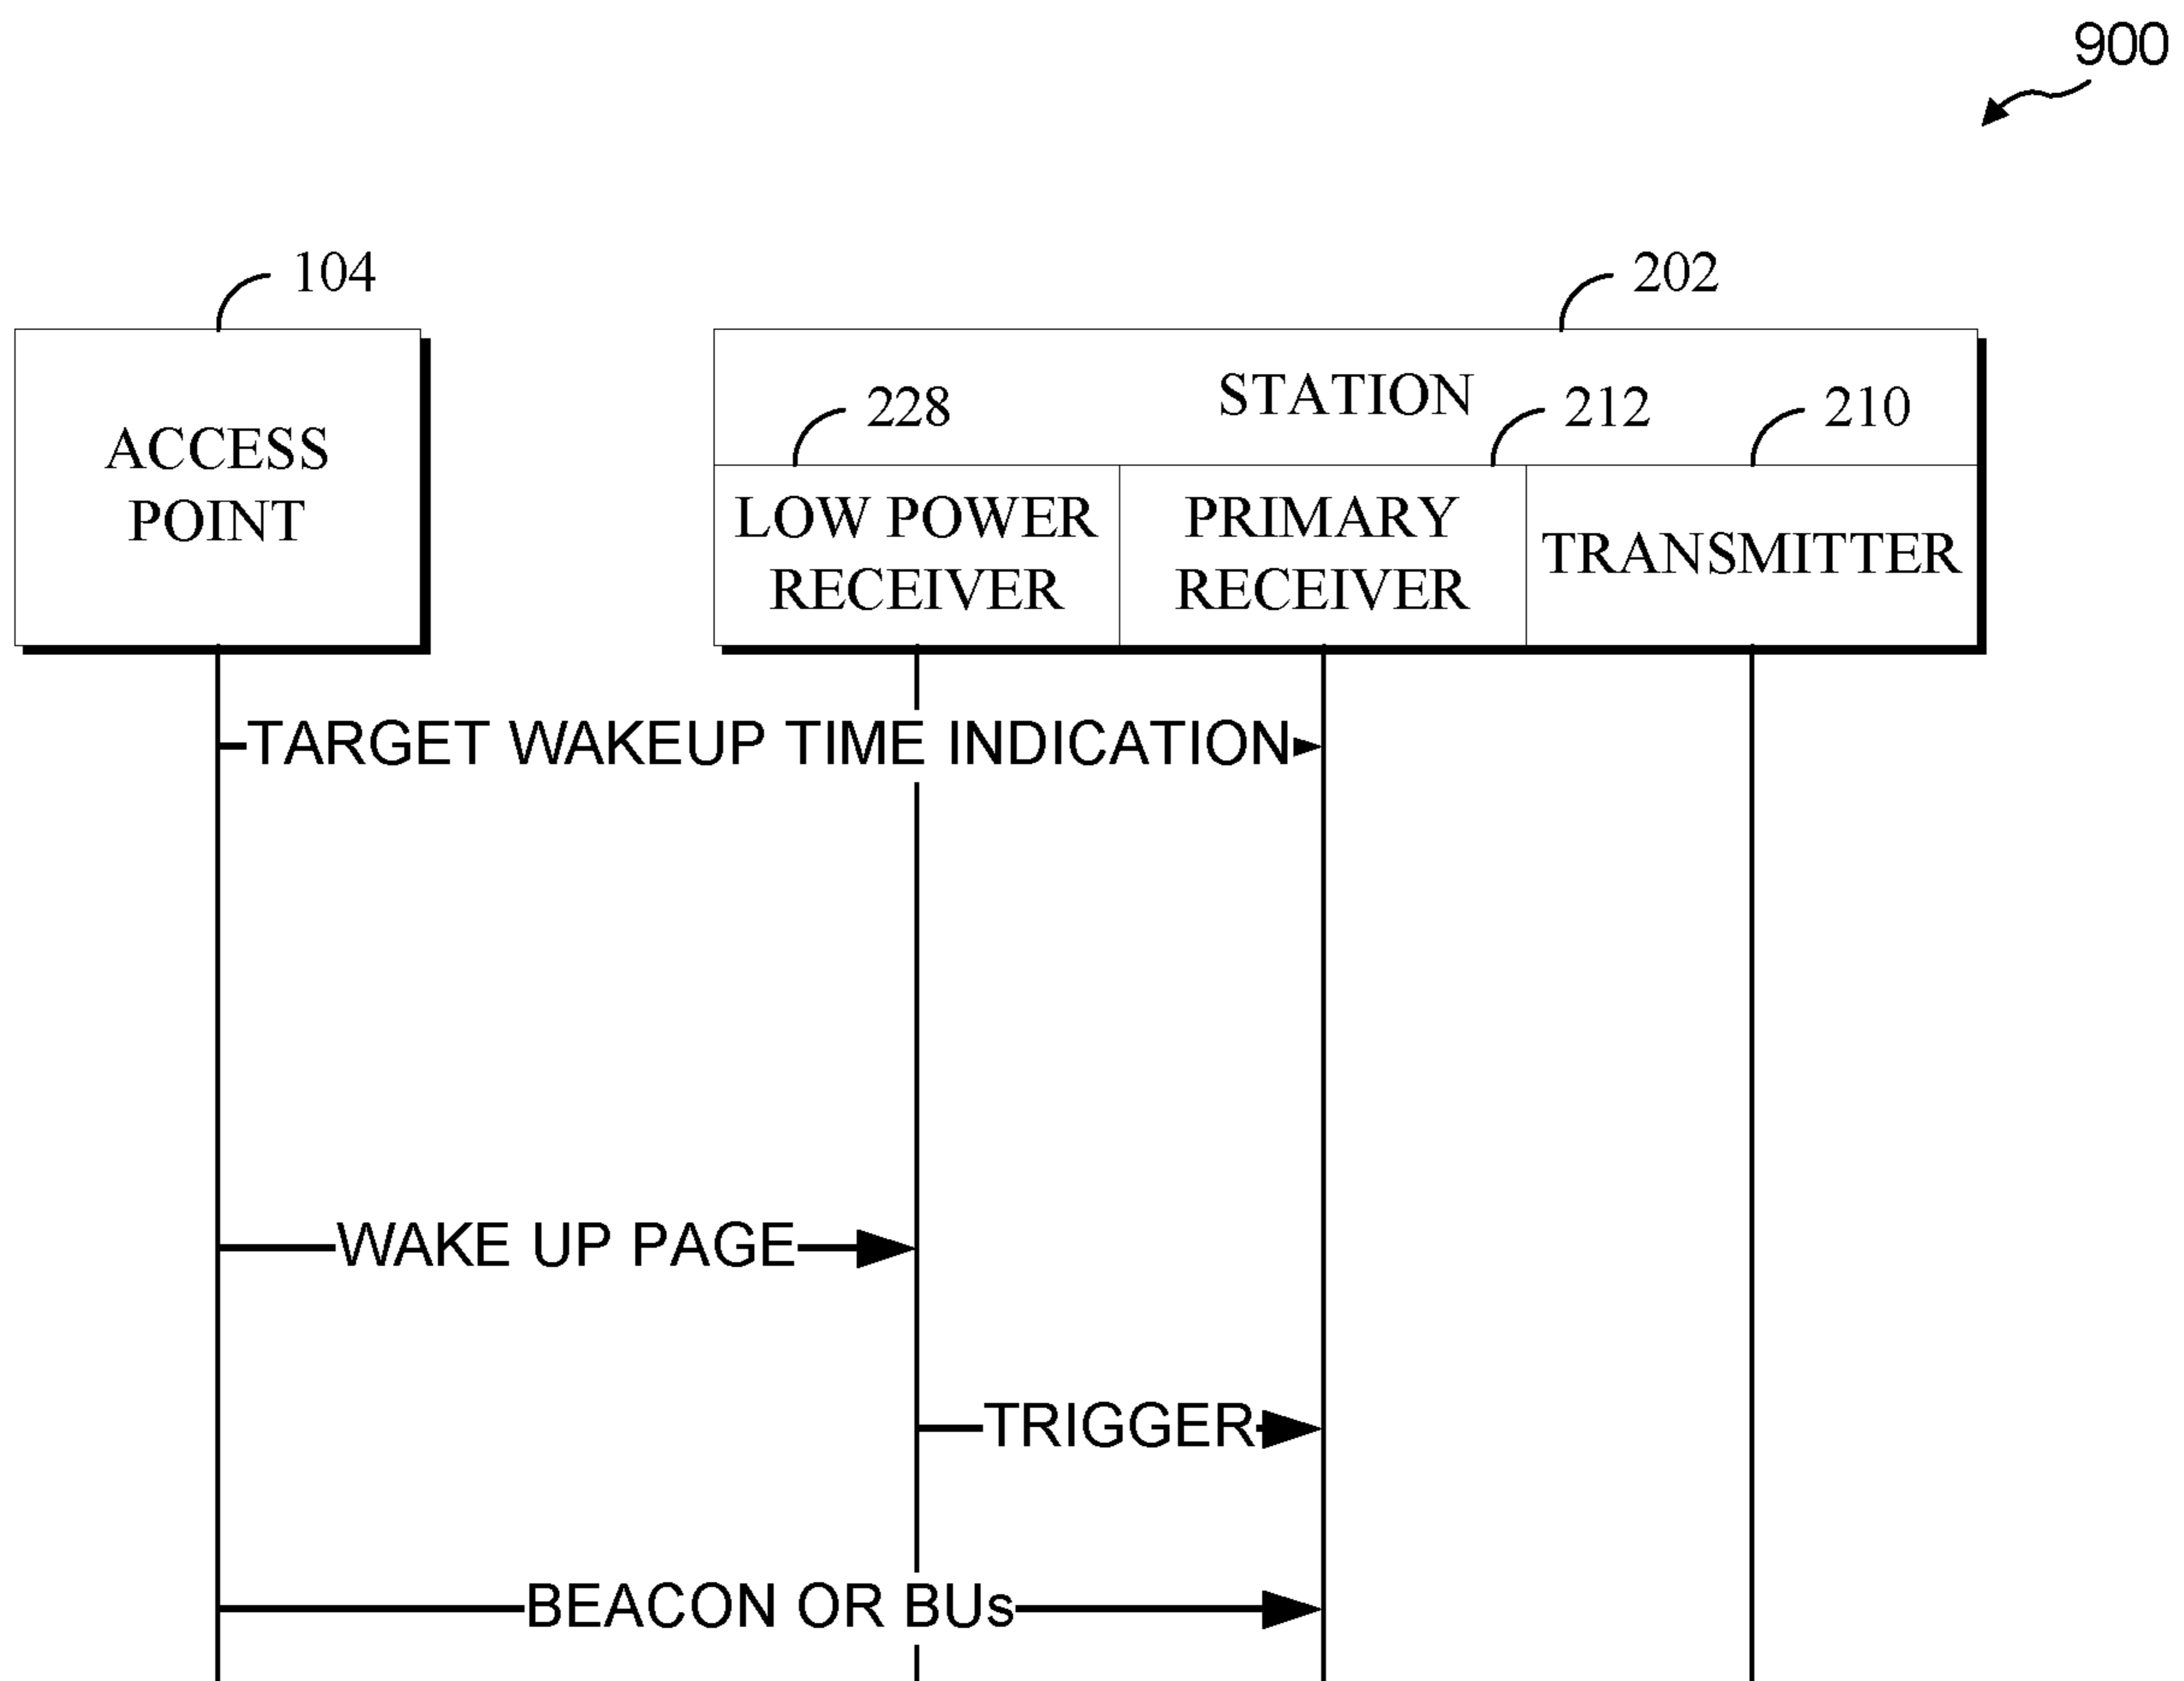 900
104
202
STATION
228
212
210
ACCESS
POINT
LOW POWER
RECEIVER
PRIMARY
RECEIVER
TRANSMITTER
TARGET WAKEUP TIME INDICATION
WAKE UP PAGE
TRIGGER
BEACON OR BUs